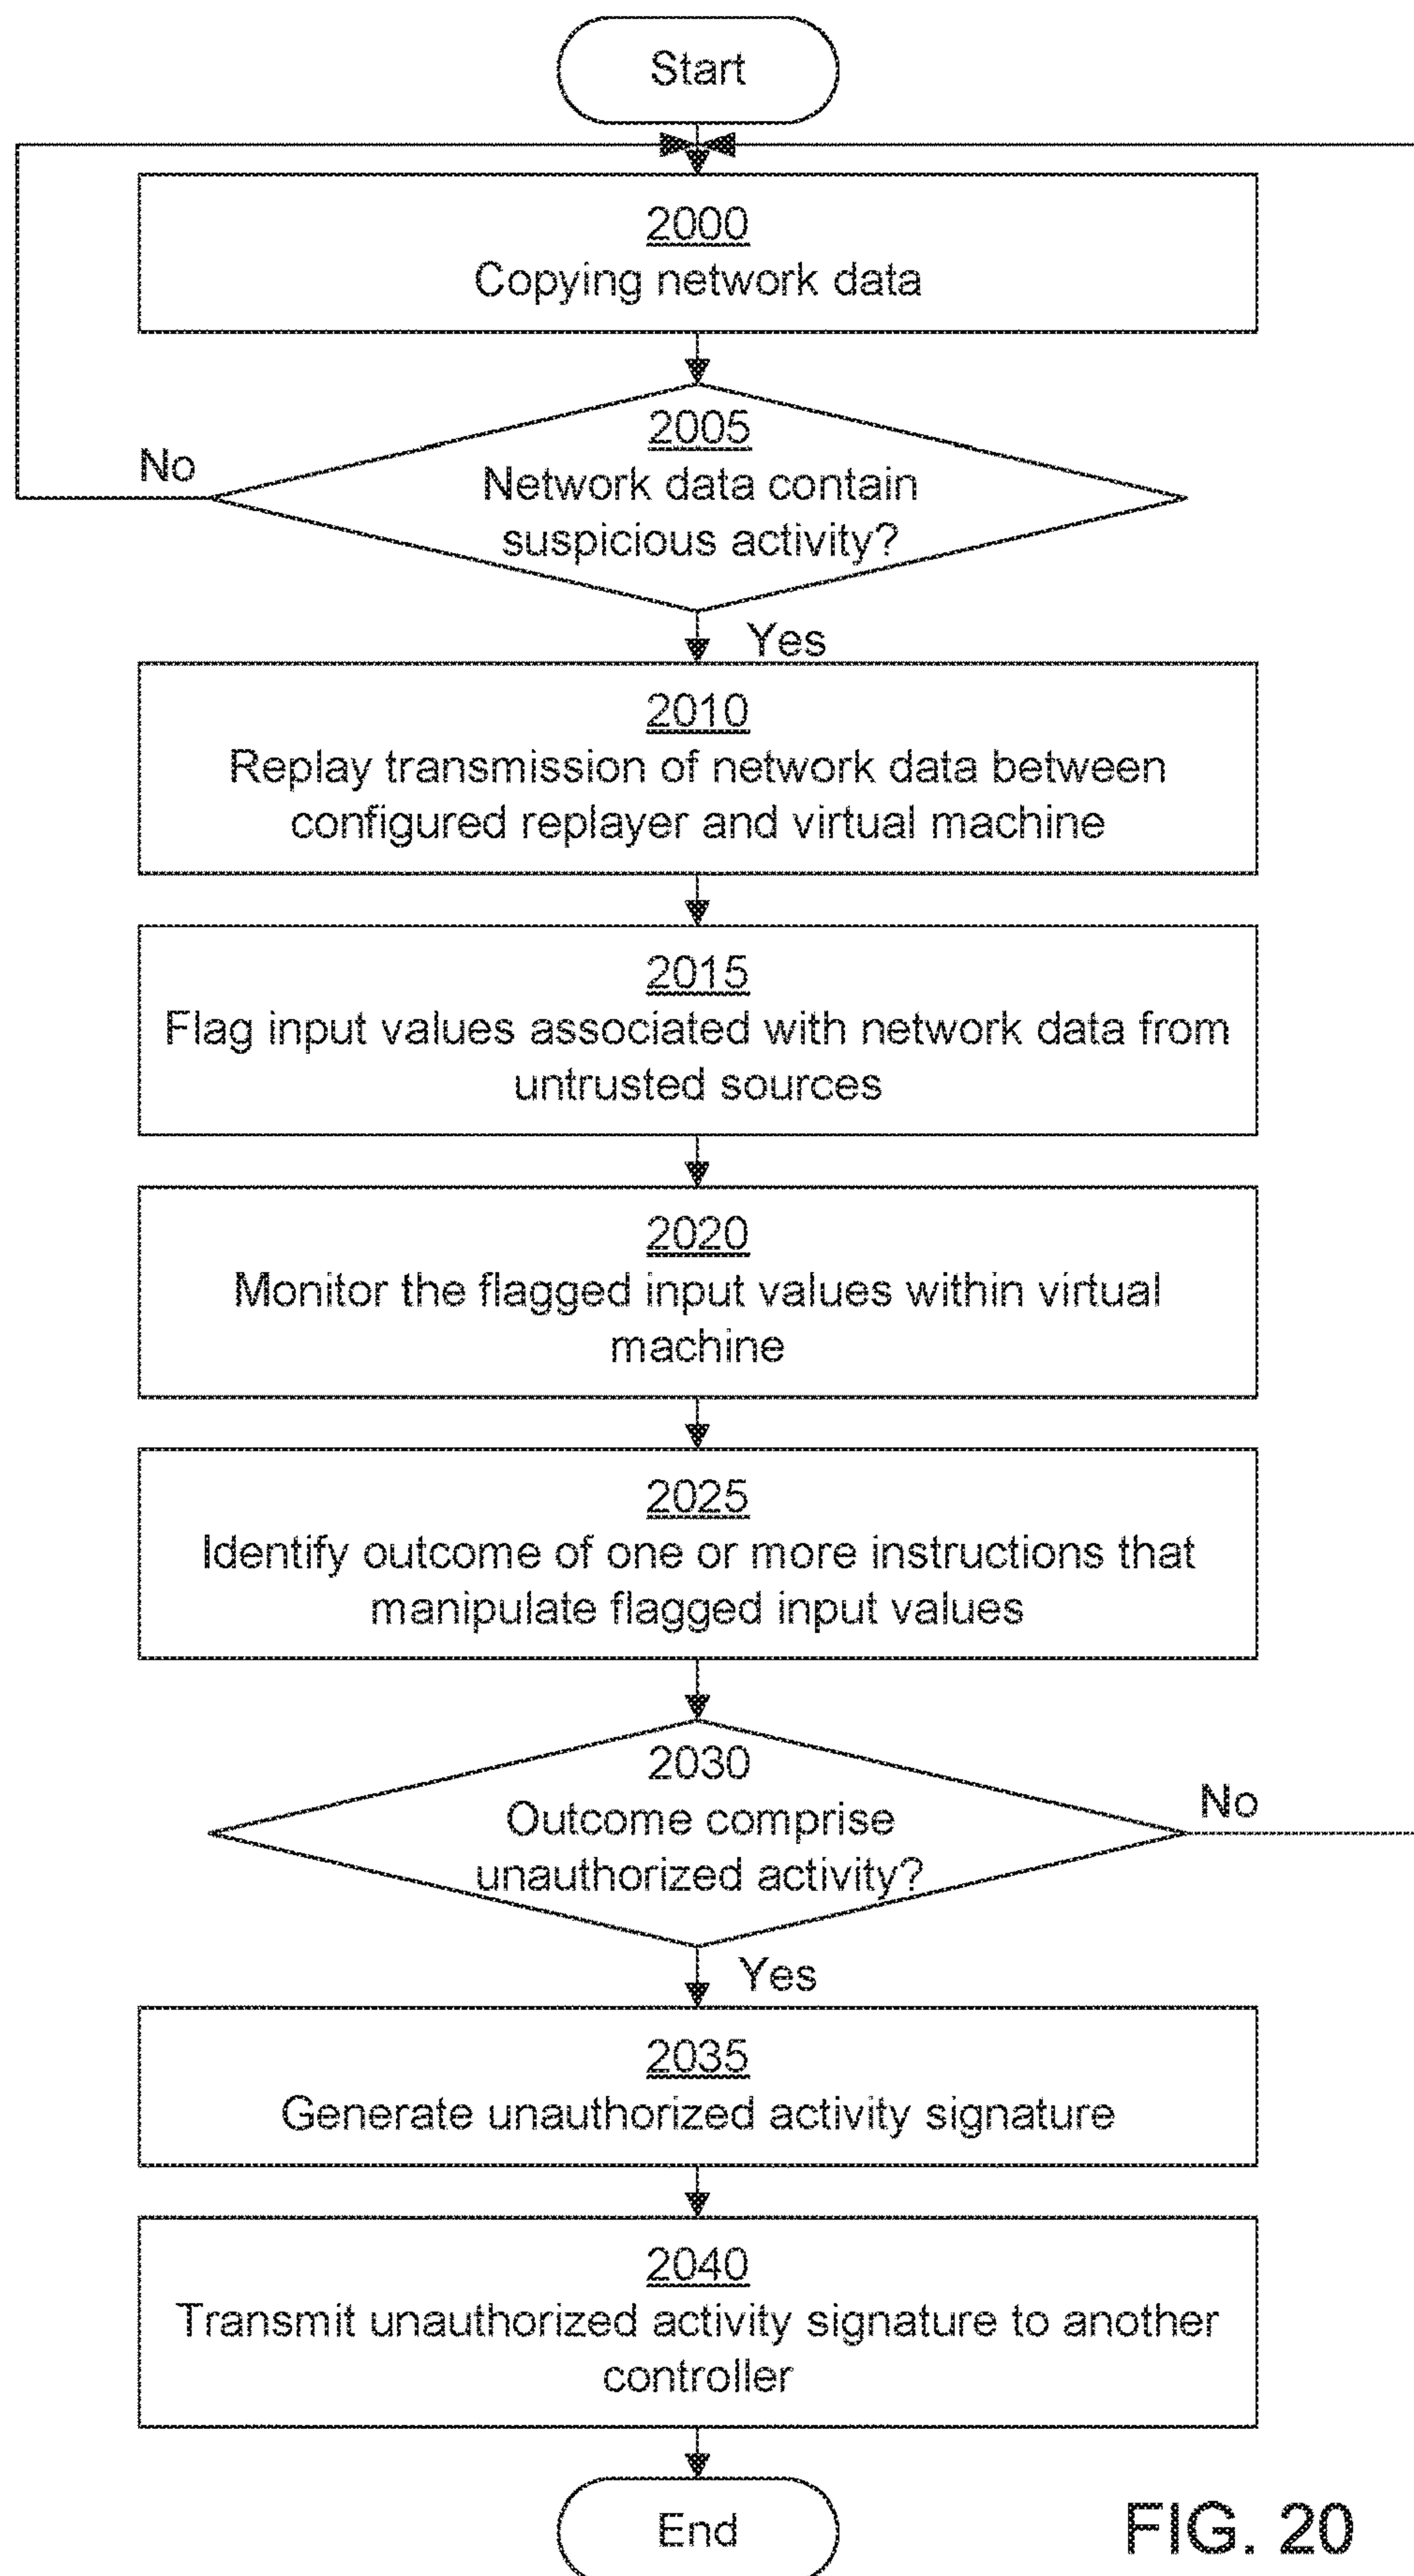 Start
2000
Copying network data
2005
Network data contain
suspicious activity?
No
Yes
2010
Replay transmission of network data between
configured replayer and virtual machine
2015
Flag input values associated with network data from
untrusted sources
2020
Monitor the flagged input values within virtual
machine
2025
Identify outcome of one or more instructions that
manipulate flagged input values
2030
Outcome comprise
unauthorized activity?
No
Yes
2035
Generate unauthorized activity signature
2040
Transmit unauthorized activity signature to another
controller
End
FIG. 20